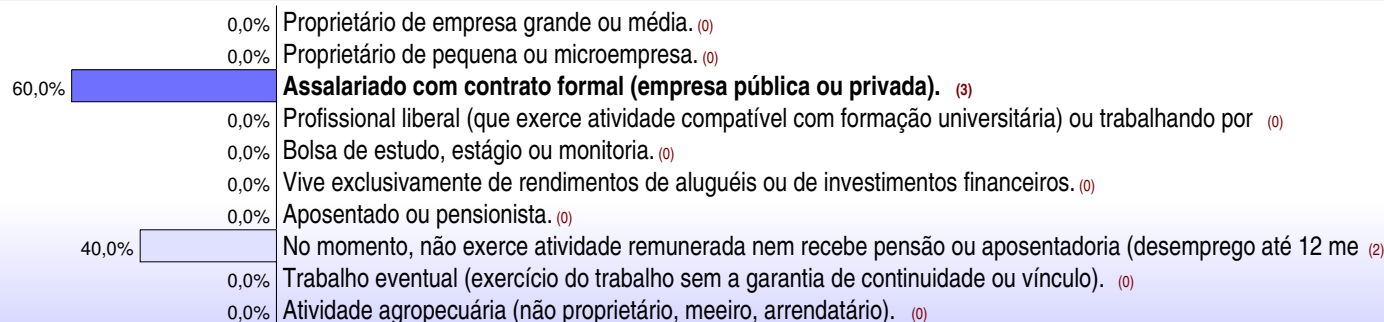 0,0% Proprietário de empresa grande ou média. (0)
0,0% Proprietário de pequena ou microempresa. (0)
60,0% Assalariado com contrato formal (empresa pública ou privada). (3)
0,0% Profissional liberal (que exerce atividade compatível com formação universitária) ou trabalhando por (0)
0,0% Bolsa de estudo, estágio ou monitoria. (0)
0,0% Vive exclusivamente de rendimentos de aluguéis ou de investimentos financeiros. (0)
0,0% Aposentado ou pensionista. (0)
40,0% No momento, não exerce atividade remunerada nem recebe pensão ou aposentadoria (desemprego até 12 me (2)
0,0% Trabalho eventual (exercício do trabalho sem a garantia de continuidade ou vínculo). (0)
0,0% Atividade agropecuária (não proprietário, meeiro, arrendatário). (0)